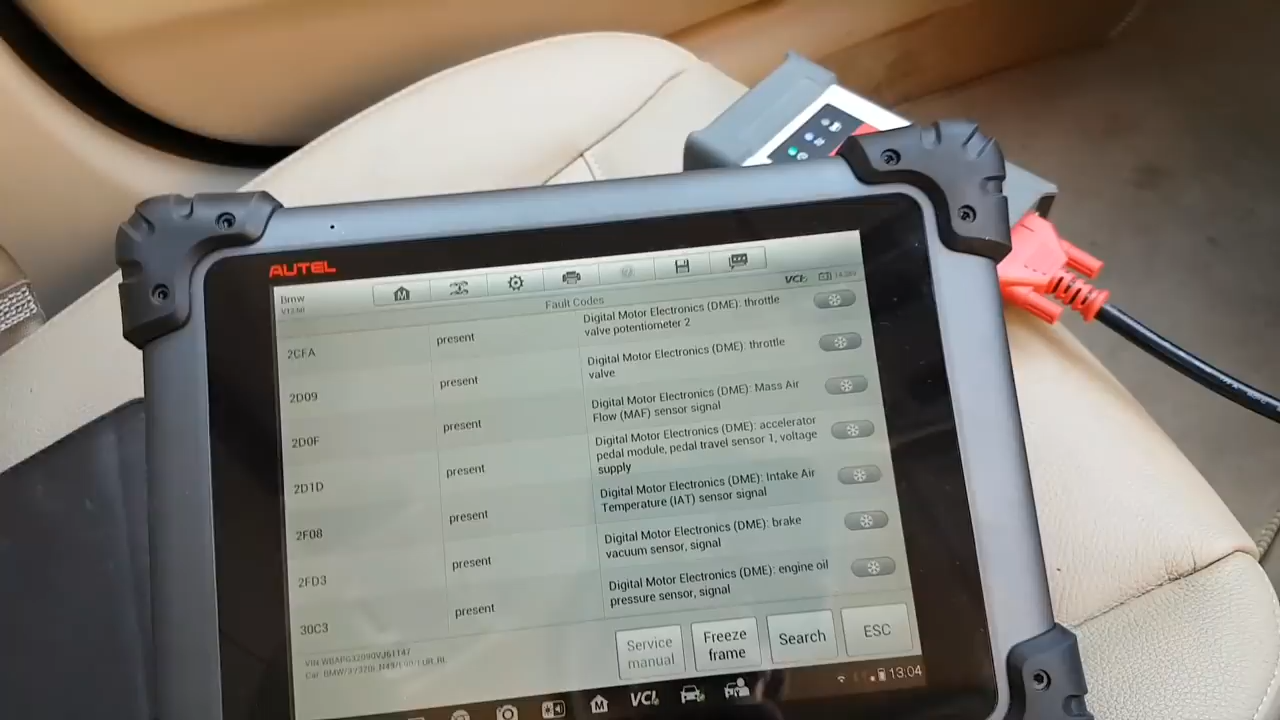 AUTEL
Bmw
Fault Codes
VCI
2CFA
present
Digital Motor Electronics (DME): throttle
valve potentiometer 2
2D09
present
Digital Motor Electronics (DME): throttle
valve
2D0F
present
Digital Motor Electronics (DME): Mass Air
Flow (MAF) sensor signal
2D1D
present
Digital Motor Electronics (DME): accelerator
pedal module, pedal travel sensor 1, voltage
supply
2F08
present
Digital Motor Electronics (DME): Intake Air
Temperature (IAT) sensor signal
2FD3
present
Digital Motor Electronics (DME): brake
vacuum sensor, signal
30C3
present
Digital Motor Electronics (DME): engine oil
pressure sensor, signal
Service
manual
Freeze
frame
Search
ESC
VCI
13:04